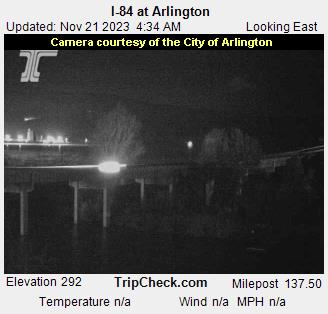 I-84 at Arlington
Updated: Nov 21 2023 4:34 AM Looking East
Camera courtesy of the City of Arlington
Elevation 292 TripCheck.com Milepost 137.50
Temperature n/a Wind n/a MPH n/a